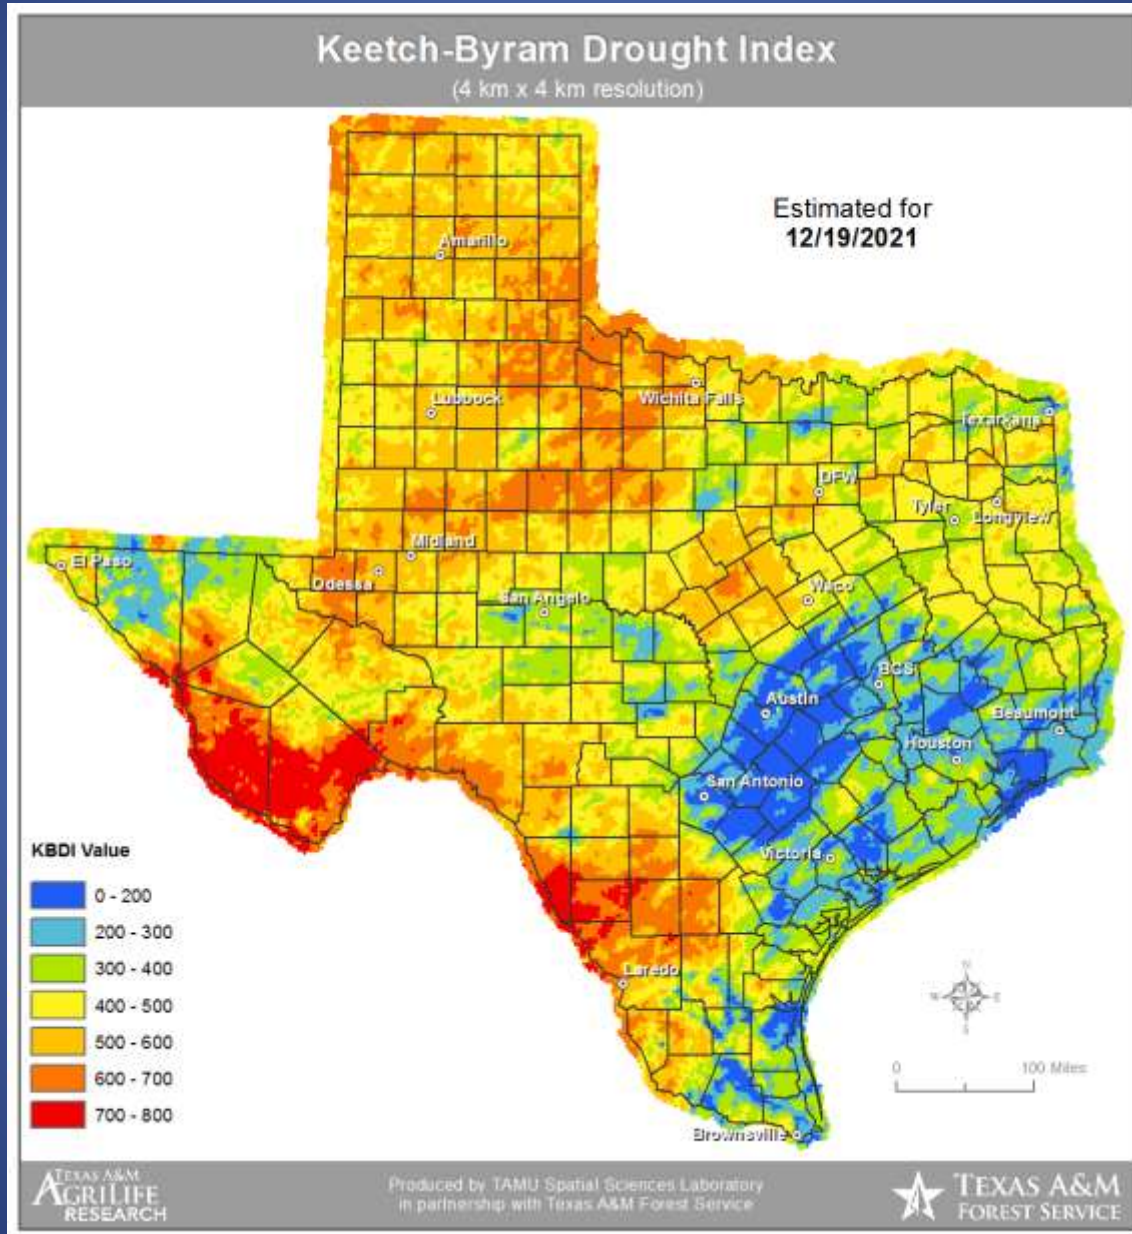 Keetch-Byram Drought Index
(4 km x 4 km resolution)
Estimated for
12/19/2021
Amarillo
Lubbock
Wichita Falls
Texarkana
DFW
Tyler
Longview
El Paso
Midland
Odessa
San Angelo
Waco
BCS
Austin
Beaumont
Houston
San Antonio
Victoria
Laredo
Brownsville
KBDI Value
0 - 200
200 - 300
300 - 400
400 - 500
500 - 600
600 - 700
700 - 800
N
W
E
S
0 100 Miles
TEXAS A&M
AGRILIFE
RESEARCH
Produced by TAMU Spatial Sciences Laboratory
in partnership with Texas A&M Forest Service
TEXAS A&M
FOREST SERVICE